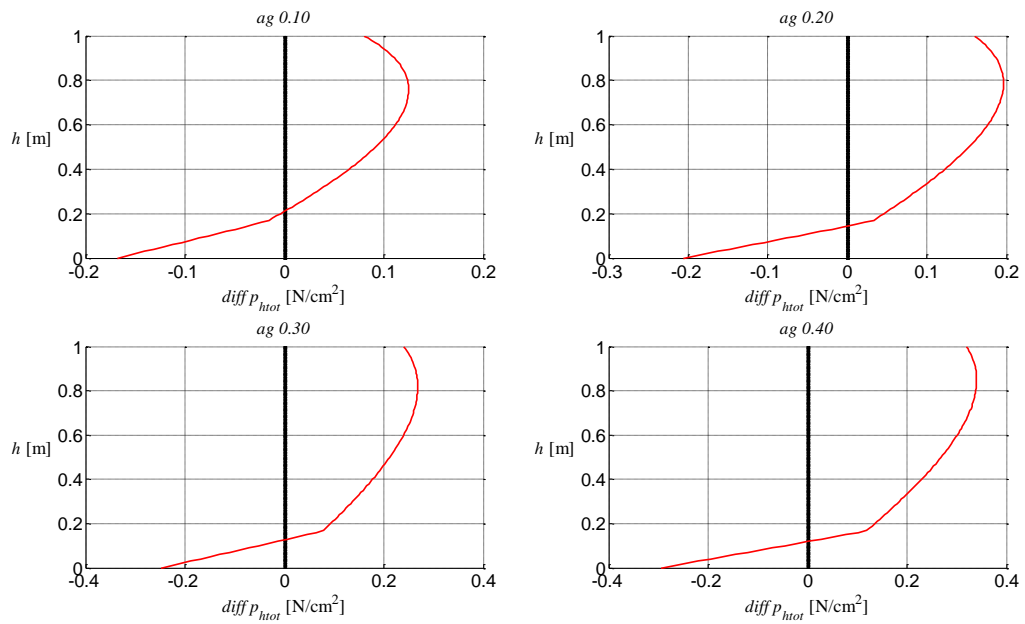 ag 0.10
1
0.8
0.6
h [m]
0.4
0.2
0
-0.2 -0.1 0 0.1 0.2
diff p_htot [N/cm²]
ag 0.20
1
0.8
0.6
h [m]
0.4
0.2
0
-0.3 -0.2 -0.1 0 0.1 0.2
diff p_htot [N/cm²]
ag 0.30
1
0.8
0.6
h [m]
0.4
0.2
0
-0.4 -0.2 0 0.2 0.4
diff p_htot [N/cm²]
ag 0.40
1
0.8
0.6
h [m]
0.4
0.2
0
-0.4 -0.2 0 0.2 0.4
diff p_htot [N/cm²]